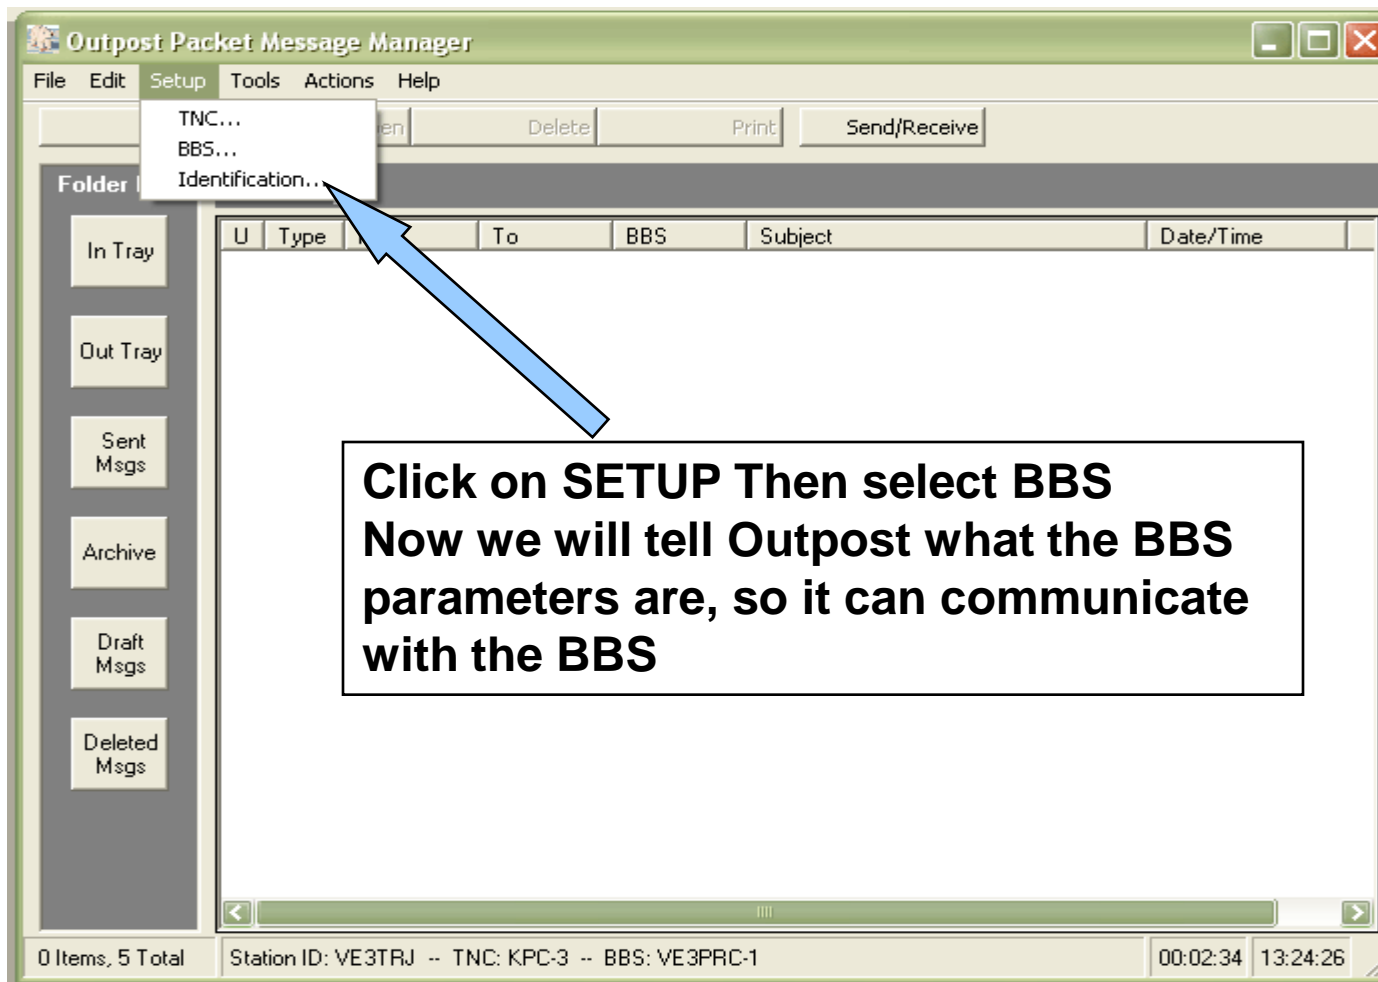 Outpost Packet Message Manager
File Edit Setup Tools Actions Help
TNC...
BBS...
Identification...
Delete Print Send/Receive
Folder
In Tray
Out Tray
Sent
Msgs
Archive
Draft
Msgs
Deleted
Msgs
U Type To BBS Subject Date/Time
Click on SETUP Then select BBS
Now we will tell Outpost what the BBS
parameters are, so it can communicate
with the BBS
0 Items, 5 Total Station ID: VE3TRJ -- TNC: KPC-3 -- BBS: VE3PRC-1 00:02:34 13:24:26